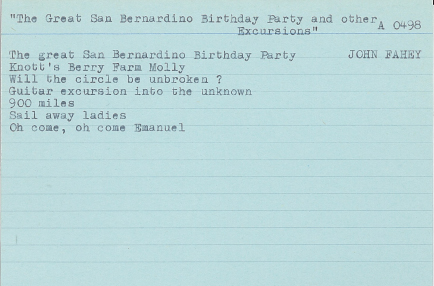 "The Great San Bernardino Birthday Party and other
Excursions" A 0498
The great San Bernardino Birthday Party JOHN FAHEY
Knott's Berry Farm Molly
Will the circle be unbroken ?
Guitar excursion into the unknown
900 miles
Sail away ladies
Oh come, oh come Emanuel